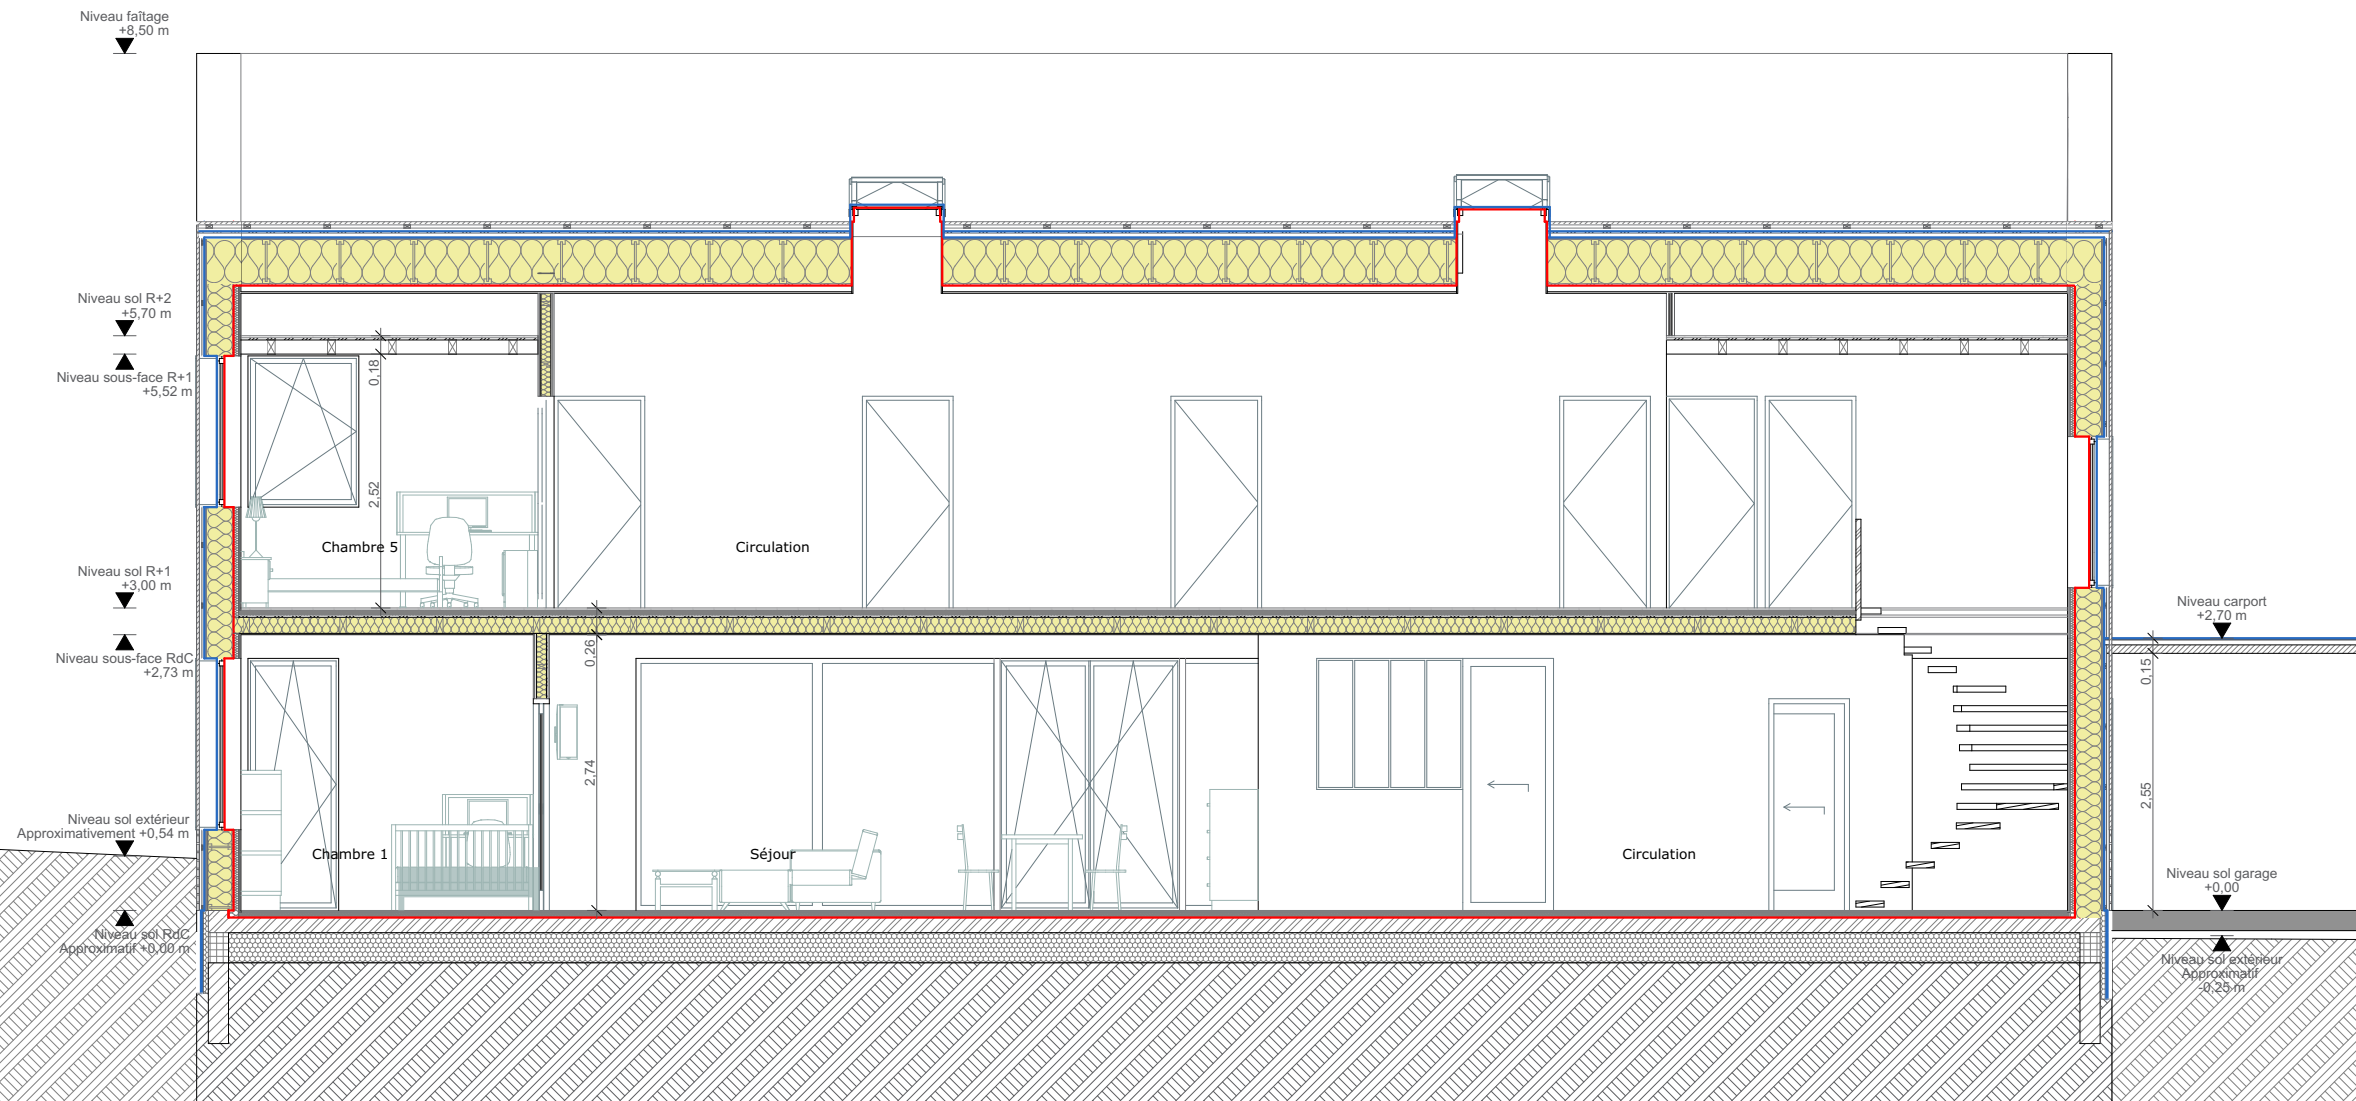 Niveau faîtage
+8,50 m
Niveau sol R+2
+5,70 m
Niveau sous-face R+1
+5,52 m
0,18
2,52
Chambre 5
Circulation
Niveau sol R+1
+3,00 m
Niveau sous-face RdC
+2,73 m
0,26
2,74
Niveau carport
+2,70 m
0,15
2,55
Niveau sol extérieur
Approximativement +0,54 m
Chambre 1
Séjour
Circulation
Niveau sol garage
+0,00
Niveau sol RdC
Approximatif +0,00 m
Niveau sol extérieur
Approximatif
-0,25 m